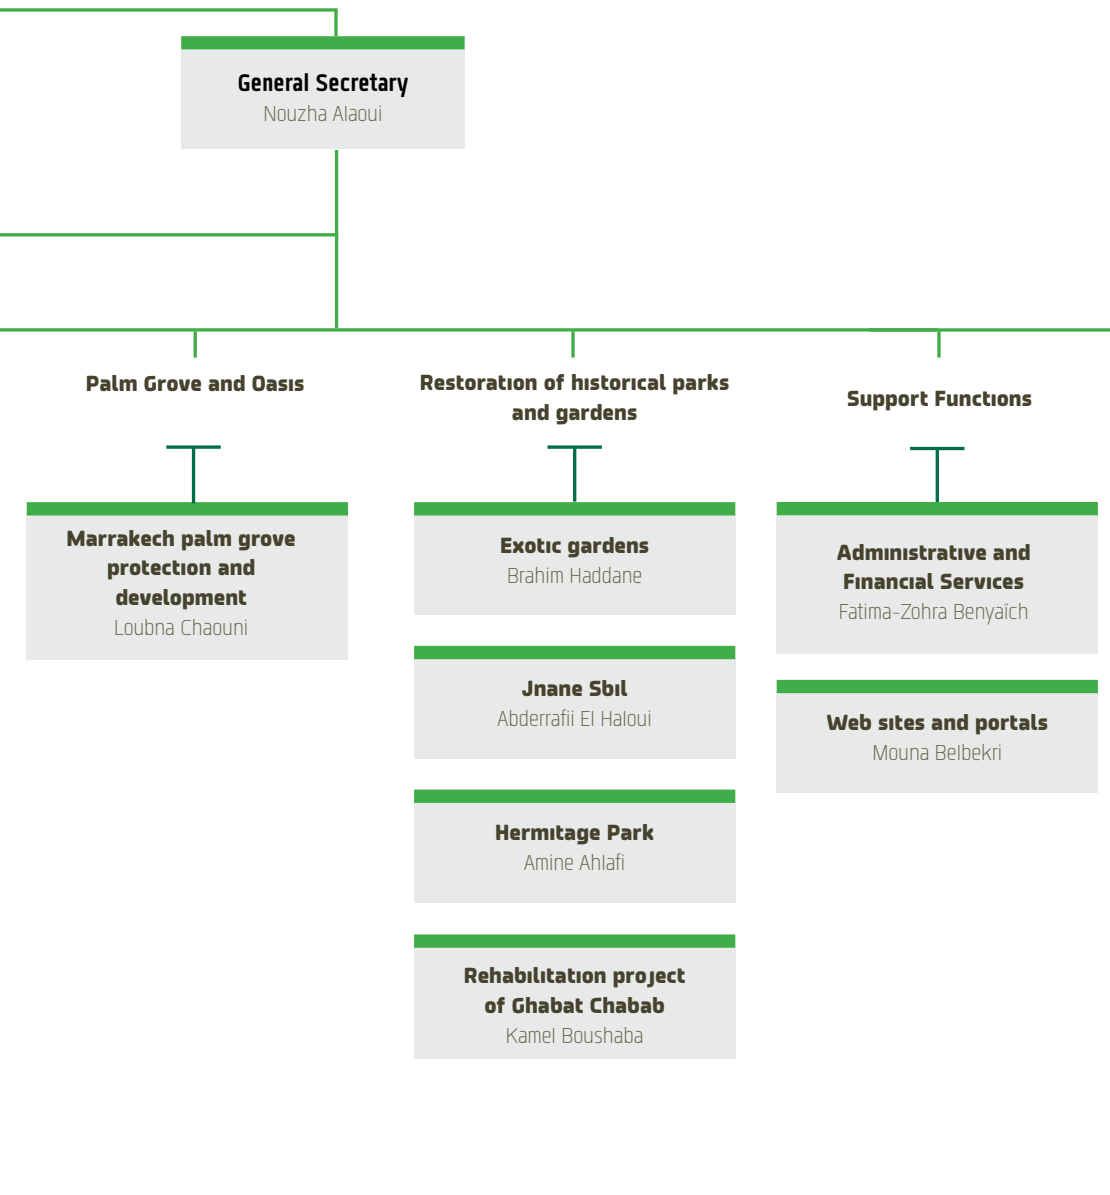 General Secretary
Nouzha Alaoui
Palm Grove and Oasis
Marrakech palm grove
protection and
development
Loubna Chaouni
Restoration of historical parks
and gardens
Exotic gardens
Brahim Haddane
Jnane Sbil
Abderrafii El Haloui
Hermitage Park
Amine Ahlafi
Rehabilitation project
of Ghabat Chabab
Kamel Boushaba
Support Functions
Administrative and
Financial Services
Fatima-Zohra Benyaïch
Web sites and portals
Mouna Belbekri